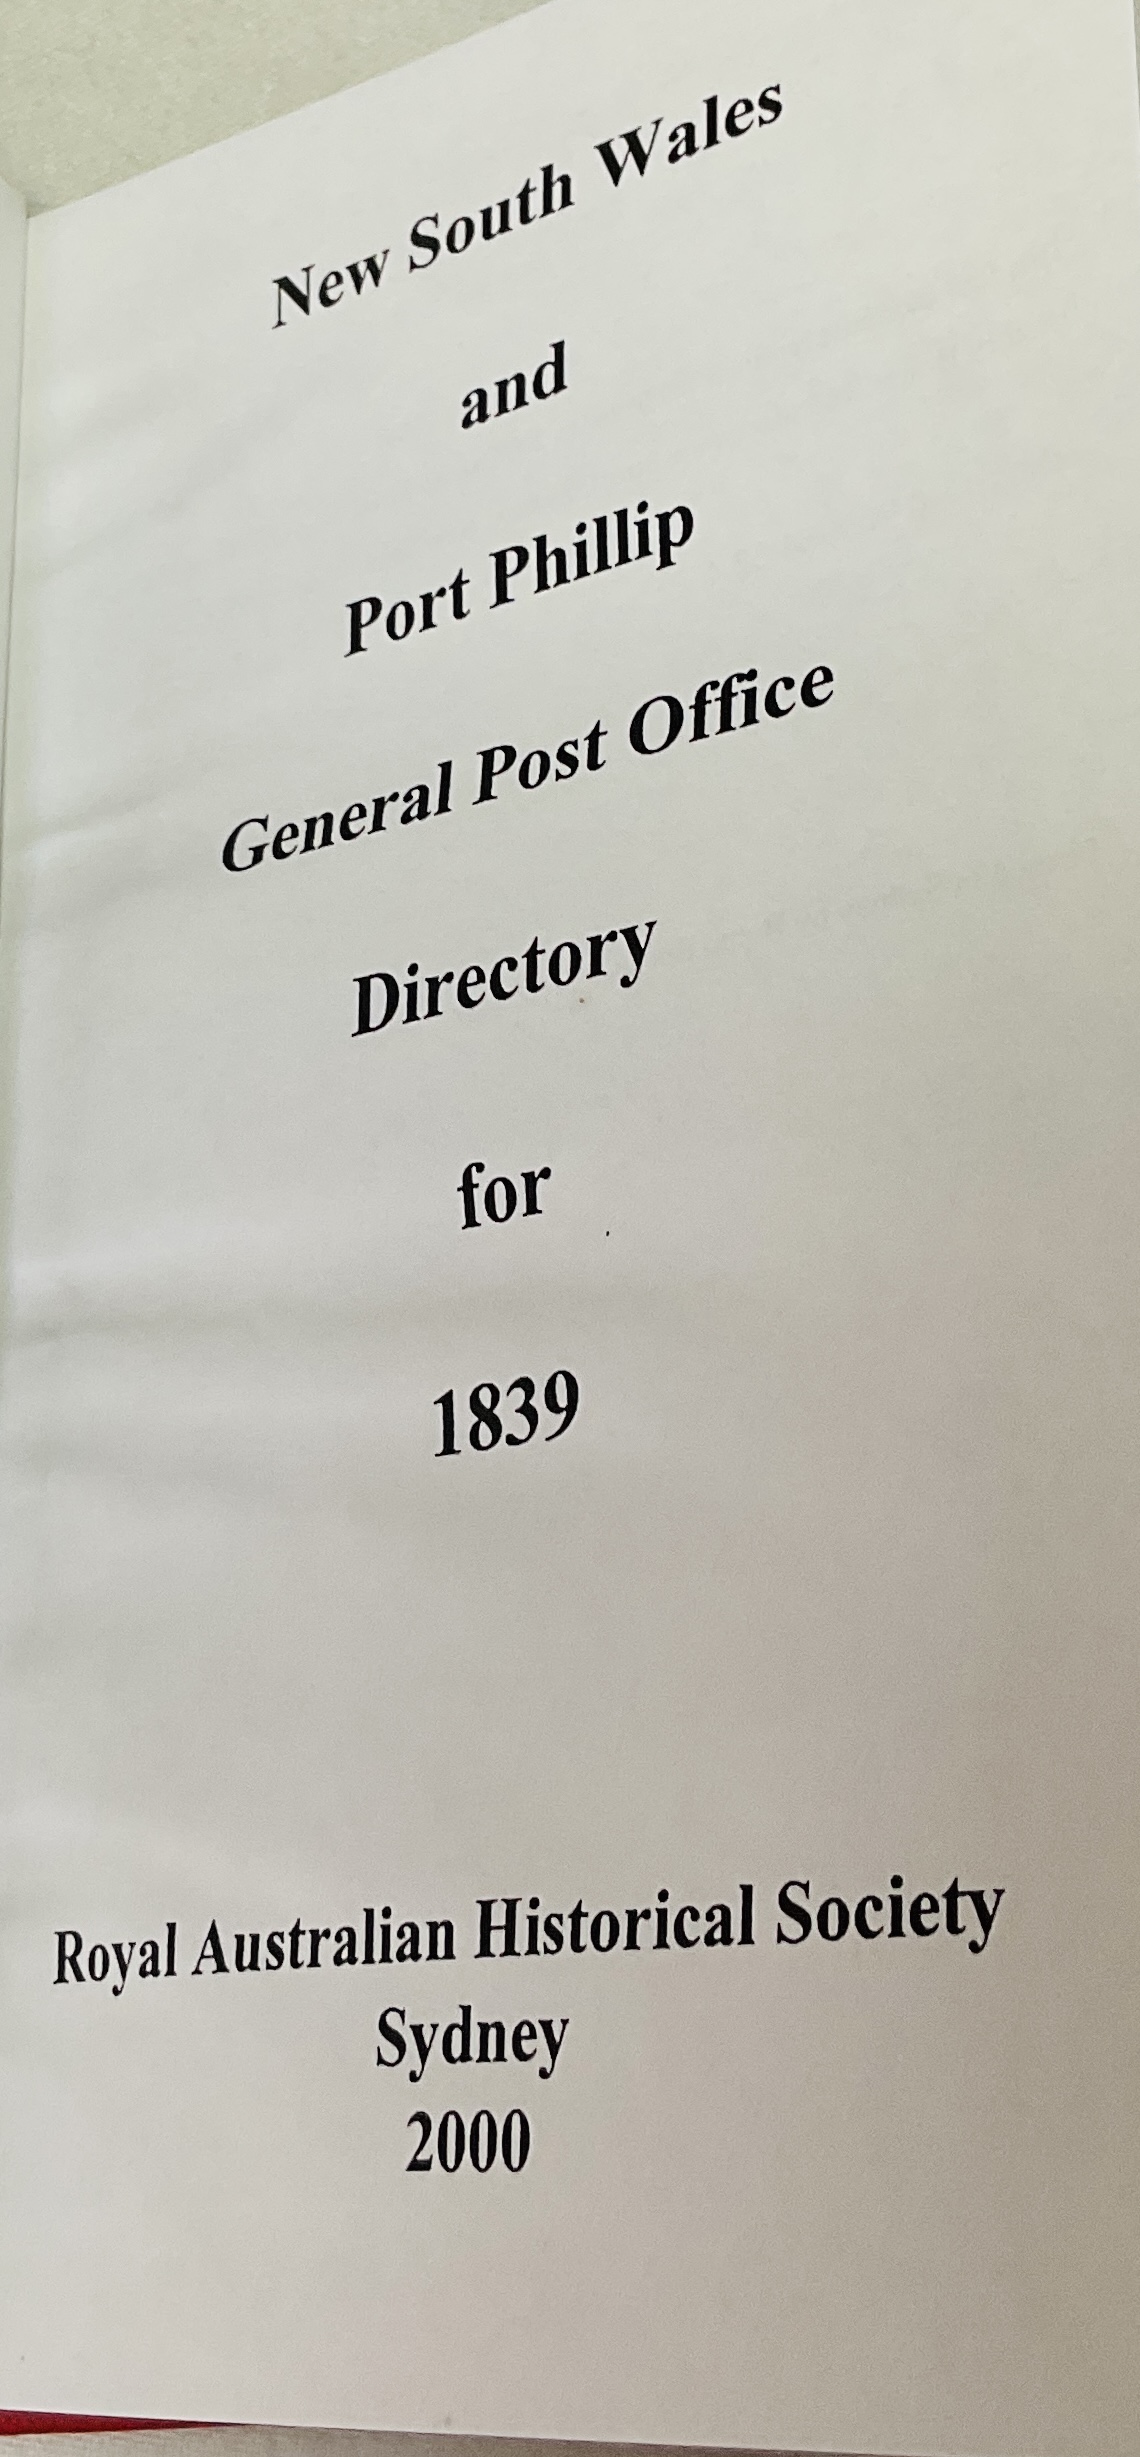 New South Wales
and
Port Phillip
General Post Office
Directory
for
1839
Royal Australian Historical Society
Sydney
2000